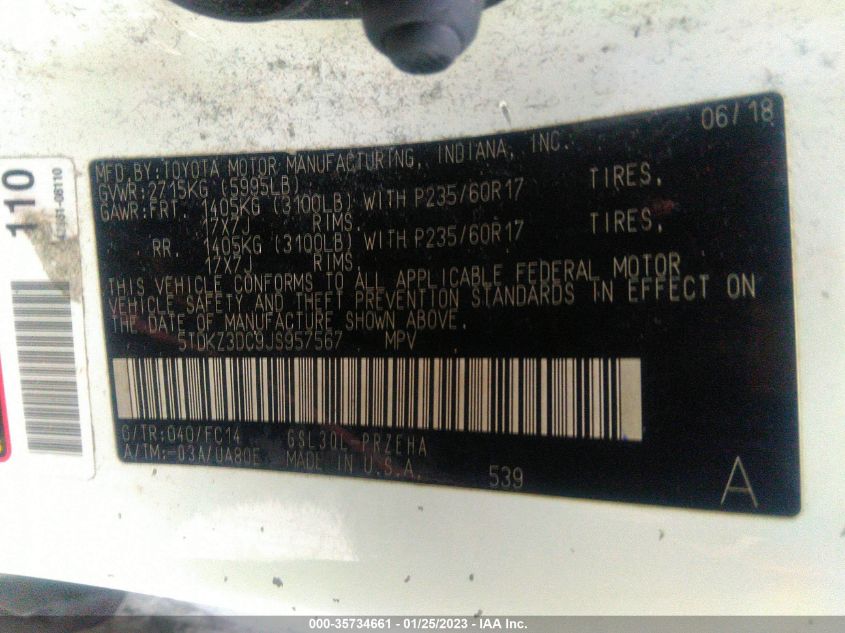 06/18
MFD.BY:TOYOTA MOTOR MANUFACTURING, INDIANA, INC.
GVWR:2715KG (5995LB)
GAWR:FRT. 1405KG (3100LB) WITH P235/60R17 TIRES,
17X7J RIMS,
RR. 1405KG (3100LB) WITH P235/60R17 TIRES,
17X7J RIMS,
THIS VEHICLE CONFORMS TO ALL APPLICABLE FEDERAL MOTOR
VEHICLE SAFETY AND THEFT PREVENTION STANDARDS IN EFFECT ON
THE DATE OF MANUFACTURE SHOWN ABOVE.
5TDKZ3DC9JS957567 MPV
C/TR:040/FC14 GSL30L-PRZEHA
A/TM:-03A/UA80E MADE IN U.S.A.
539
A
110
000-35734661 - 01/25/2023 - IAA Inc.